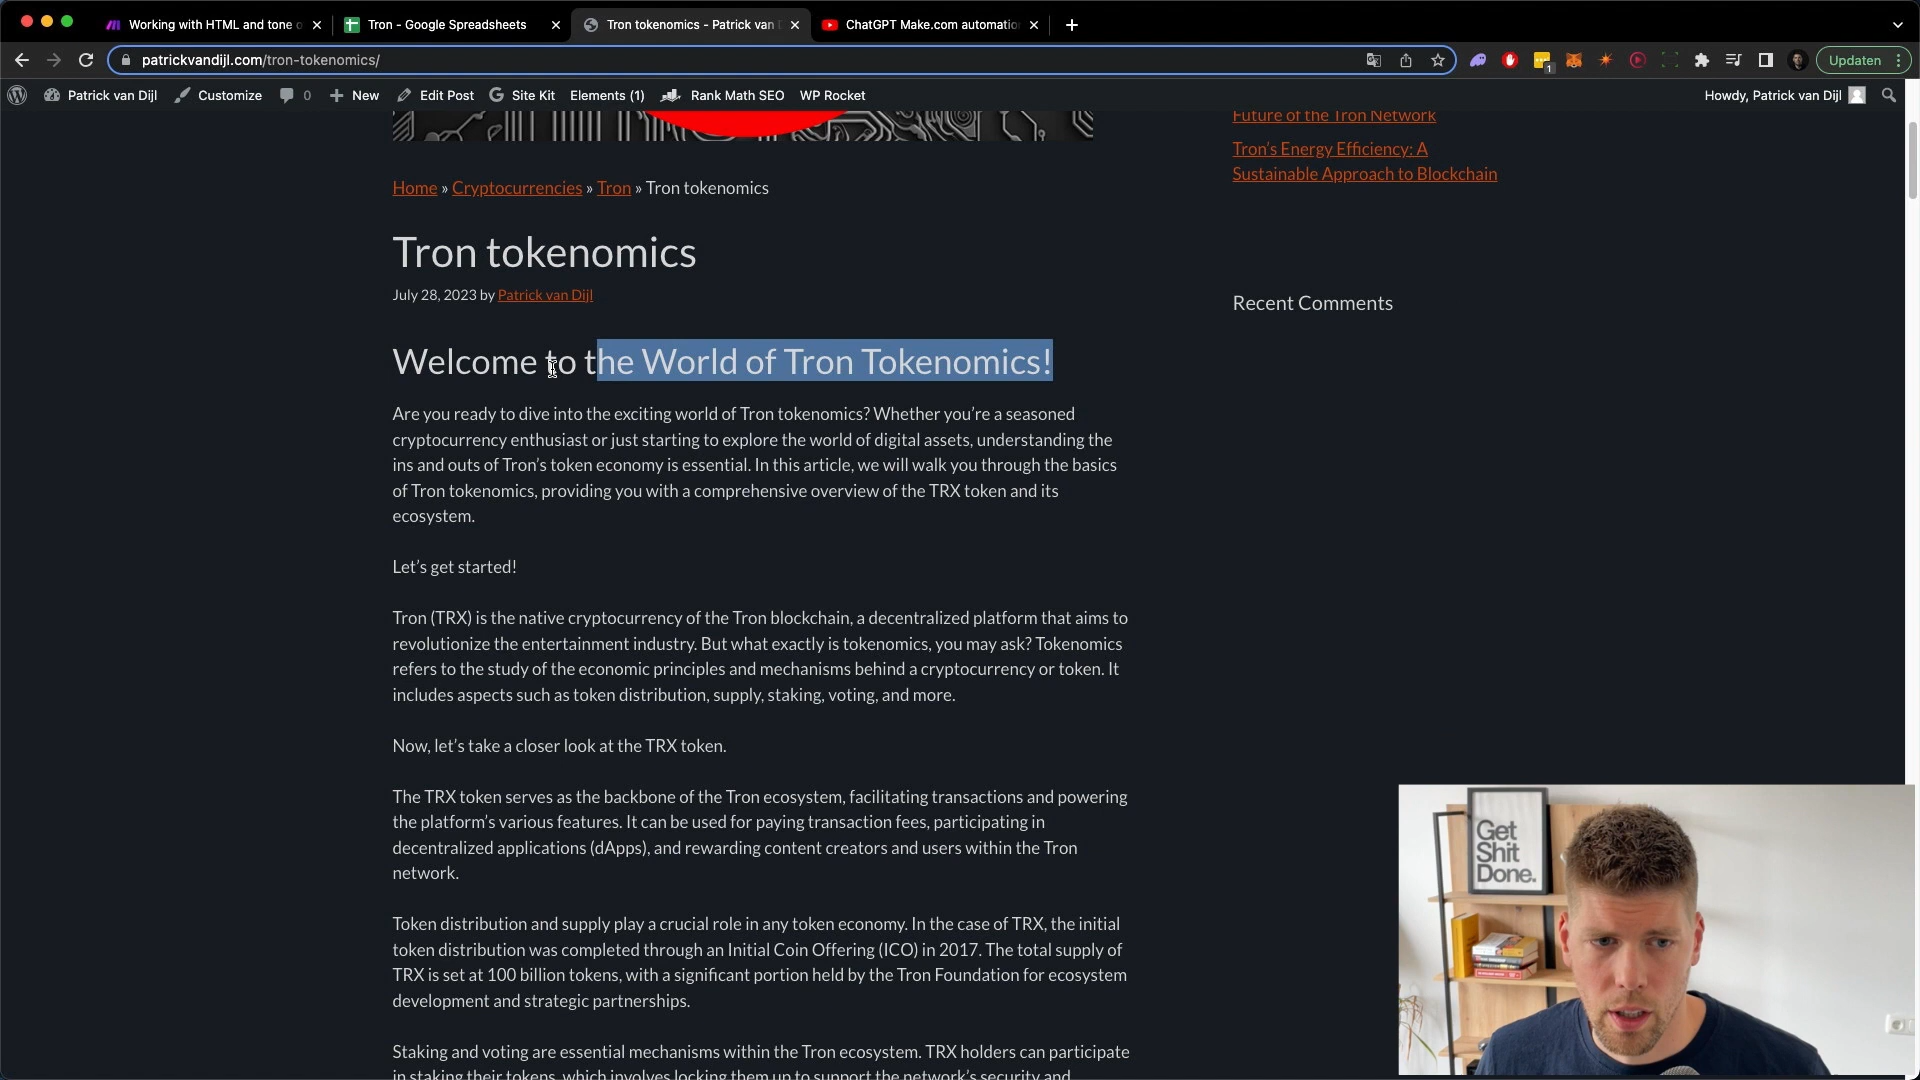 Working with HTML and tone o
Tron - Google Spreadsheets
Tron tokenomics - Patrick van D
ChatGPT Make.com automatio
patrickvandijl.com/tron-tokenomics/
1
Updaten
Patrick van Dijl
Customize
0
New
Edit Post
Site Kit
Elements (1)
Rank Math SEO
WP Rocket
Howdy, Patrick van Dijl
Future of the Tron Network
Tron's Energy Efficiency: A
Sustainable Approach to Blockchain
Recent Comments
Home » Cryptocurrencies » Tron » Tron tokenomics
Tron tokenomics
July 28, 2023 by Patrick van Dijl
Welcome to the World of Tron Tokenomics!
Are you ready to dive into the exciting world of Tron tokenomics? Whether you're a seasoned
cryptocurrency enthusiast or just starting to explore the world of digital assets, understanding the
ins and outs of Tron's token economy is essential. In this article, we will walk you through the basics
of Tron tokenomics, providing you with a comprehensive overview of the TRX token and its
ecosystem.
Let's get started!
Tron (TRX) is the native cryptocurrency of the Tron blockchain, a decentralized platform that aims to
revolutionize the entertainment industry. But what exactly is tokenomics, you may ask? Tokenomics
refers to the study of the economic principles and mechanisms behind a cryptocurrency or token. It
includes aspects such as token distribution, supply, staking, voting, and more.
Now, let's take a closer look at the TRX token.
The TRX token serves as the backbone of the Tron ecosystem, facilitating transactions and powering
the platform's various features. It can be used for paying transaction fees, participating in
decentralized applications (dApps), and rewarding content creators and users within the Tron
network.
Token distribution and supply play a crucial role in any token economy. In the case of TRX, the initial
token distribution was completed through an Initial Coin Offering (ICO) in 2017. The total supply of
TRX is set at 100 billion tokens, with a significant portion held by the Tron Foundation for ecosystem
development and strategic partnerships.
Staking and voting are essential mechanisms within the Tron ecosystem. TRX holders can participate
in staking their tokens, which involves locking them up to support the network's security and
Get
Shit
Done.